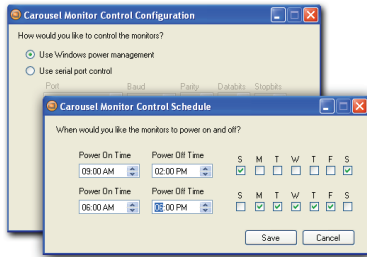 Carousel Monitor Control Configuration
How would you like to control the monitors?
Use Windows power management
Use serial port control
Port Baud Parity Databits Stopbits
Carousel Monitor Control Schedule
When would you like the monitors to power on and off?
Power On Time Power Off Time S M T W T F S
09:00 AM 02:00 PM
Power On Time Power Off Time S M T W T F S
06:00 AM 06:00 PM
Save Cancel